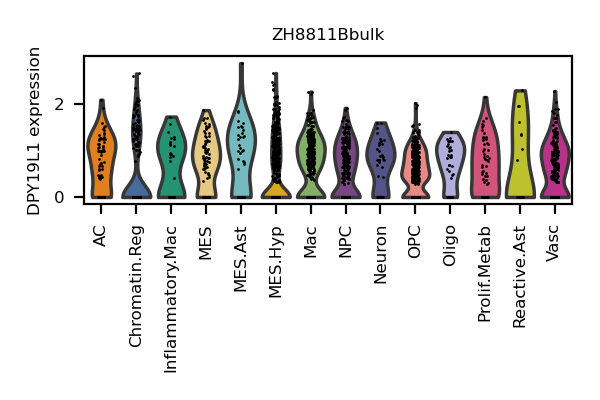 ZH8811Bbulk
DPY19L1 expression
2
0
AC
Chromatin.Reg
Inflammatory.Mac
MES
MES.Ast
MES.Hyp
Mac
NPC
Neuron
OPC
Oligo
Prolif.Metab
Reactive.Ast
Vasc